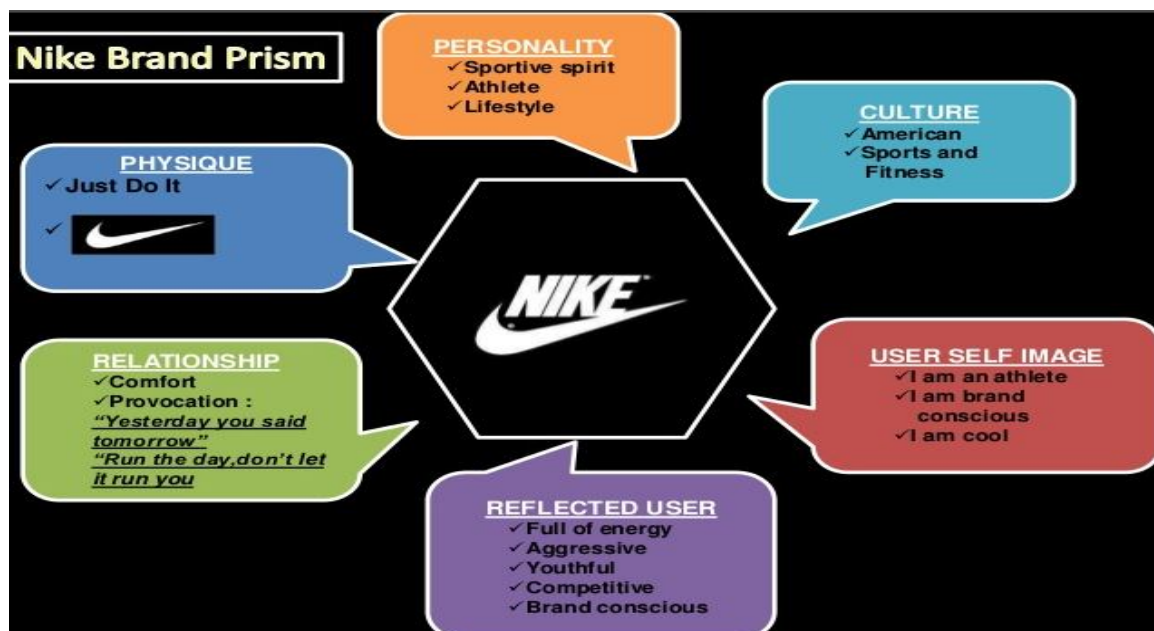 Nike Brand Prism
PERSONALITY
✓Sportive spirit
✓Athlete
✓Lifestyle
CULTURE
✓American
✓Sports and
Fitness
PHYSIQUE
✓Just Do It
✓
NIKE™
®
RELATIONSHIP
✓Comfort
✓Provocation :
“Yesterday you said
tomorrow”
“Run the day,don’t let
it run you
USER SELF IMAGE
✓I am an athlete
✓I am brand
conscious
✓I am cool
REFLECTED USER
✓Full of energy
✓Aggressive
✓Youthful
✓Competitive
✓Brand conscious